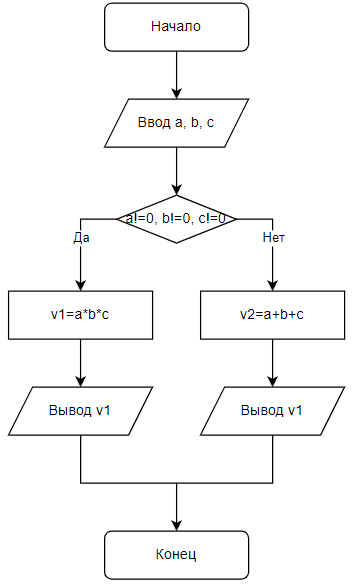 Начало
Ввод a, b, c
a!=0, b!=0, c!=0
Да
Нет
v1=a*b*c
v2=a+b+c
Вывод v1
Вывод v1
Конец